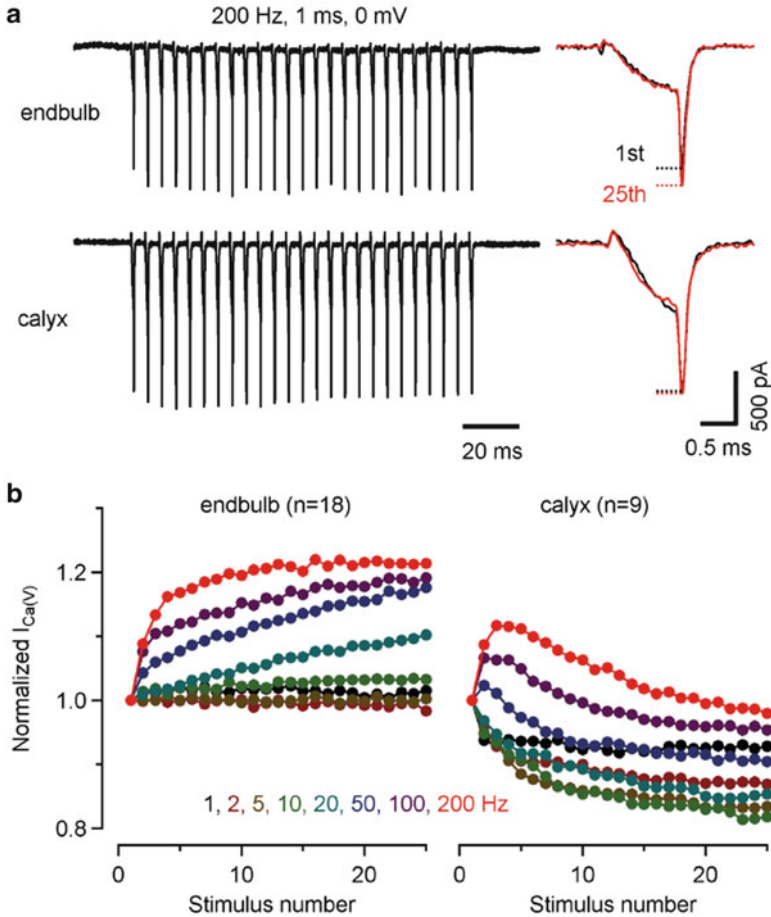 a
200 Hz, 1 ms, 0 mV
endbulb
1st
25th
calyx
500 pA
20 ms
0.5 ms
b
endbulb (n=18)
calyx (n=9)
Normalized I_Ca(V)
1.2
1.0
0.8
1, 2, 5, 10, 20, 50, 100, 200 Hz
0 10 20
0 10 20
Stimulus number
Stimulus number